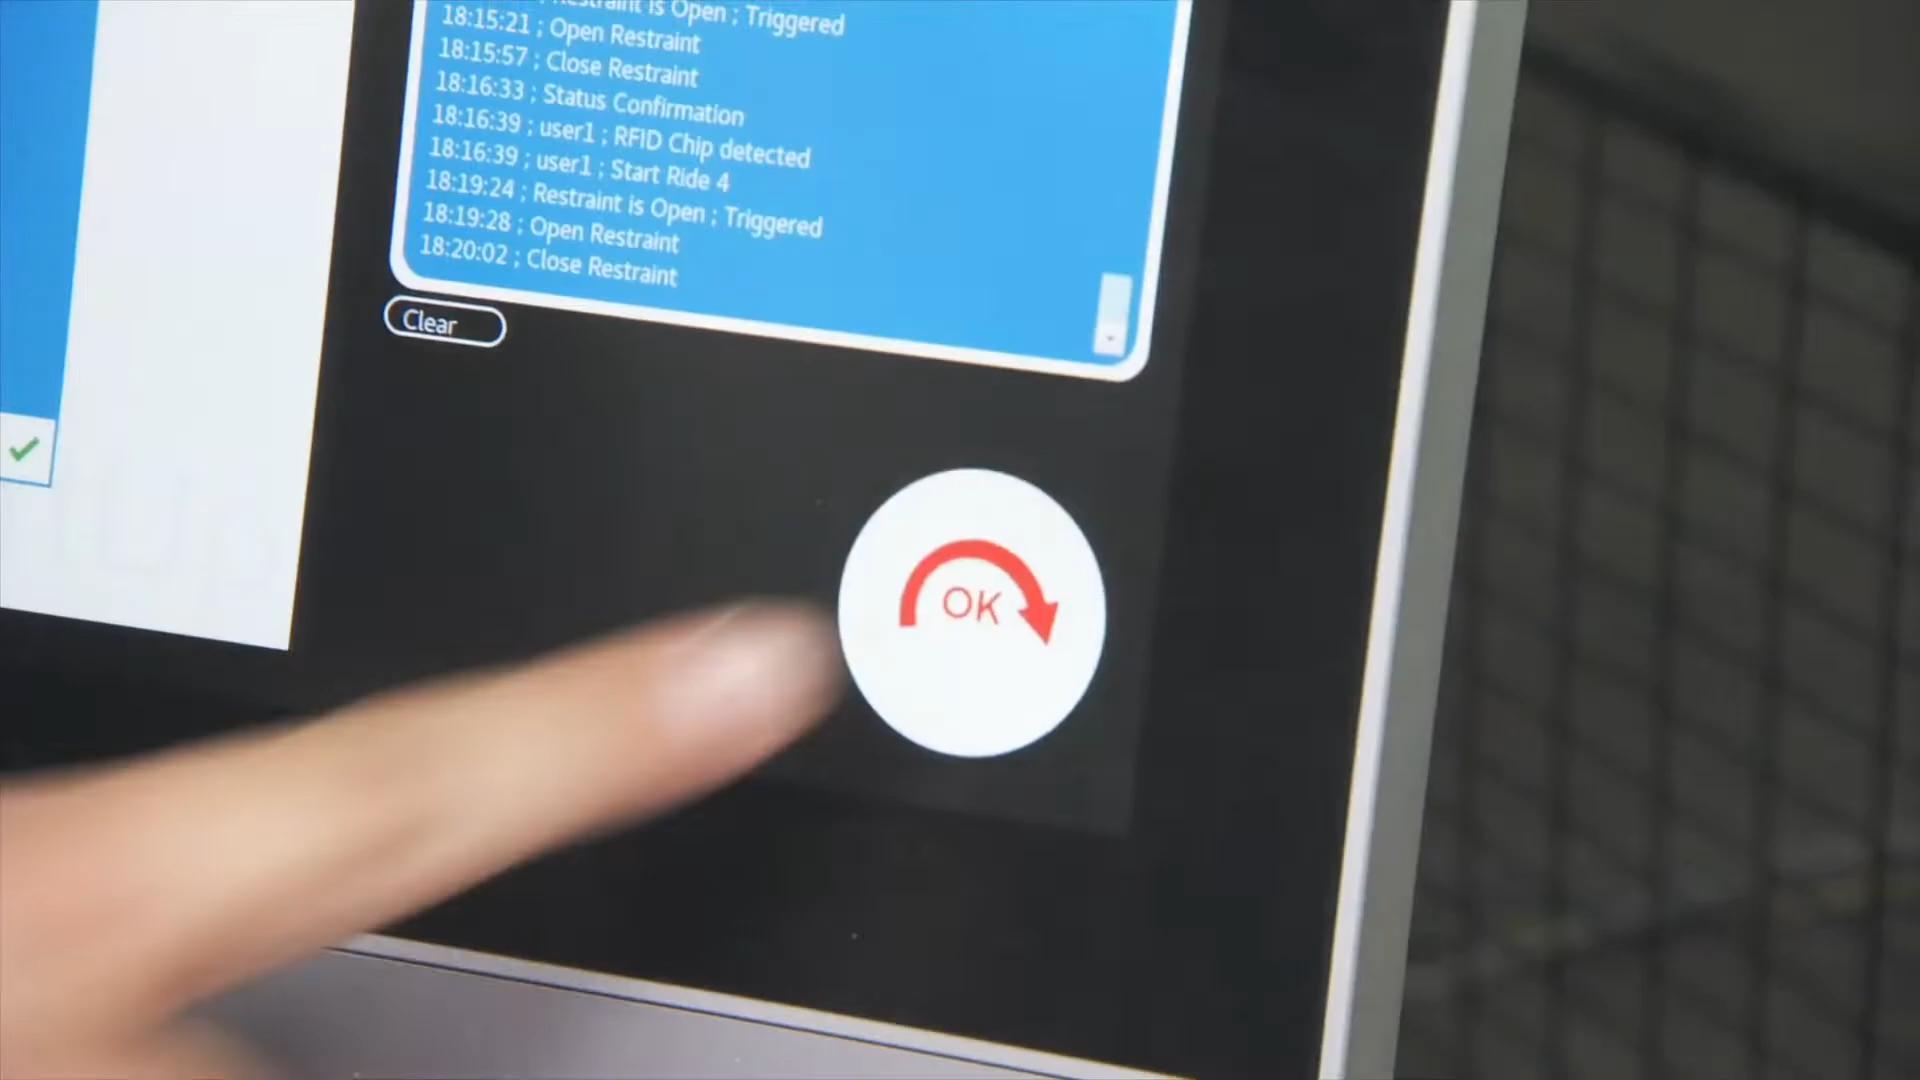 Restraint is Open ; Triggered
18:15:21 ; Open Restraint
18:15:57 ; Close Restraint
18:16:33 ; Status Confirmation
18:16:39 ; user1 ; RFID Chip detected
18:16:39 ; user1 ; Start Ride 4
18:19:24 ; Restraint is Open ; Triggered
18:19:28 ; Open Restraint
18:20:02 ; Close Restraint
Clear
OK